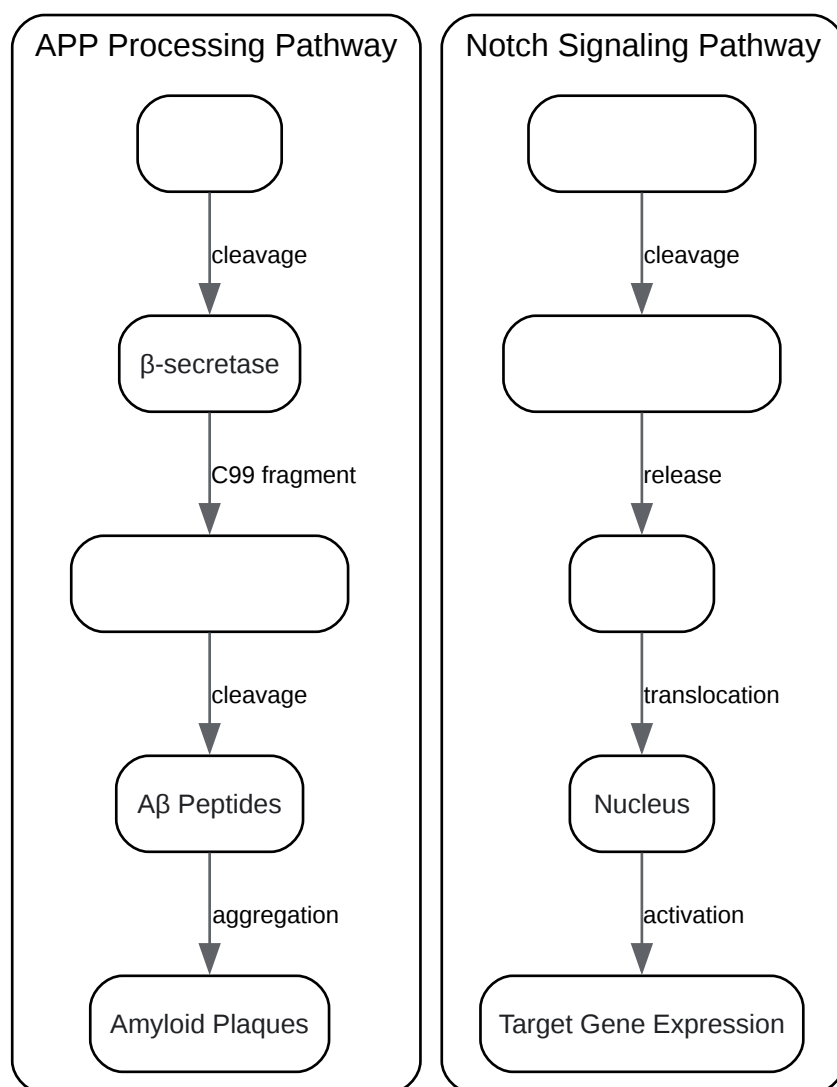 APP Processing Pathway
cleavage
β-secretase
C99 fragment
cleavage
Aβ Peptides
aggregation
Amyloid Plaques
Notch Signaling Pathway
cleavage
release
translocation
Nucleus
activation
Target Gene Expression